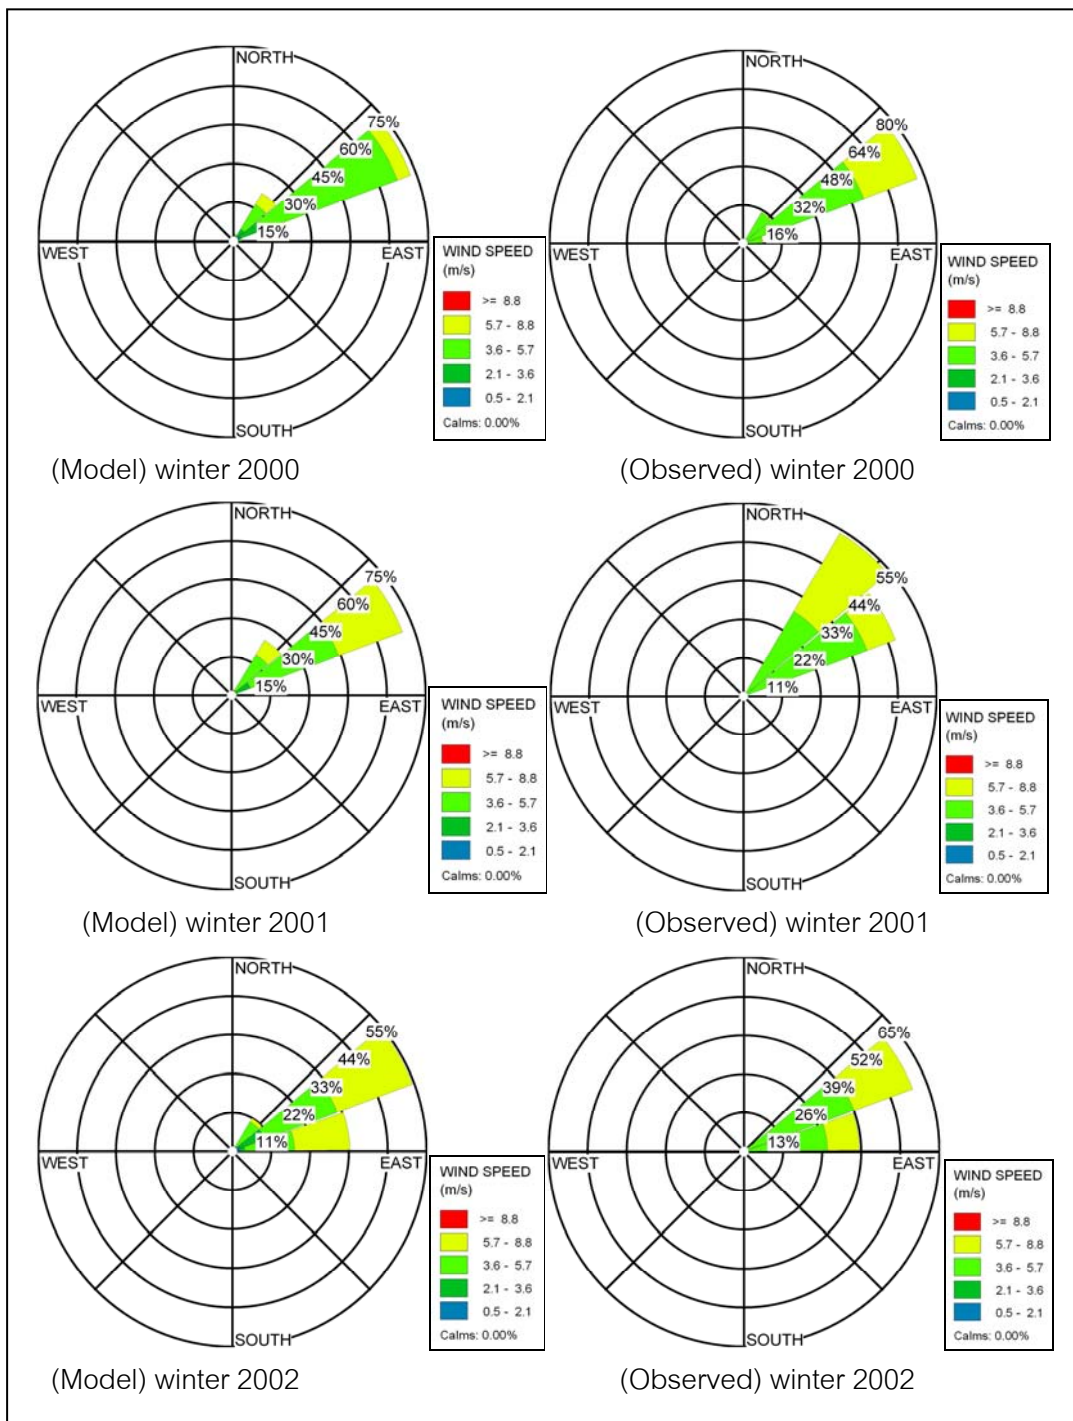 NORTH
75%
60%
45%
30%
15%
WEST
EAST
SOUTH
WIND SPEED
(m/s)
>= 8.8
5.7 - 8.8
3.6 - 5.7
2.1 - 3.6
0.5 - 2.1
Calms: 0.00%
(Model) winter 2000
NORTH
80%
64%
48%
32%
16%
WEST
EAST
SOUTH
WIND SPEED
(m/s)
>= 8.8
5.7 - 8.8
3.6 - 5.7
2.1 - 3.6
0.5 - 2.1
Calms: 0.00%
(Observed) winter 2000
NORTH
75%
60%
45%
30%
15%
WEST
EAST
SOUTH
WIND SPEED
(m/s)
>= 8.8
5.7 - 8.8
3.6 - 5.7
2.1 - 3.6
0.5 - 2.1
Calms: 0.00%
(Model) winter 2001
NORTH
55%
44%
33%
22%
11%
WEST
EAST
SOUTH
WIND SPEED
(m/s)
>= 8.8
5.7 - 8.8
3.6 - 5.7
2.1 - 3.6
0.5 - 2.1
Calms: 0.00%
(Observed) winter 2001
NORTH
55%
44%
33%
22%
11%
WEST
EAST
SOUTH
WIND SPEED
(m/s)
>= 8.8
5.7 - 8.8
3.6 - 5.7
2.1 - 3.6
0.5 - 2.1
Calms: 0.00%
(Model) winter 2002
NORTH
65%
52%
39%
26%
13%
WEST
EAST
SOUTH
WIND SPEED
(m/s)
>= 8.8
5.7 - 8.8
3.6 - 5.7
2.1 - 3.6
0.5 - 2.1
Calms: 0.00%
(Observed) winter 2002